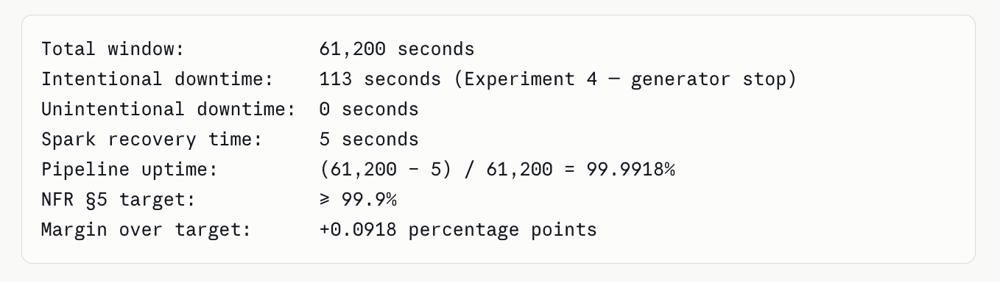 Total window:            61,200 seconds
Intentional downtime:    113 seconds (Experiment 4 — generator stop)
Unintentional downtime:  0 seconds
Spark recovery time:     5 seconds
Pipeline uptime:         (61,200 − 5) / 61,200 = 99.9918%
NFR §5 target:           ≥ 99.9%
Margin over target:      +0.0918 percentage points